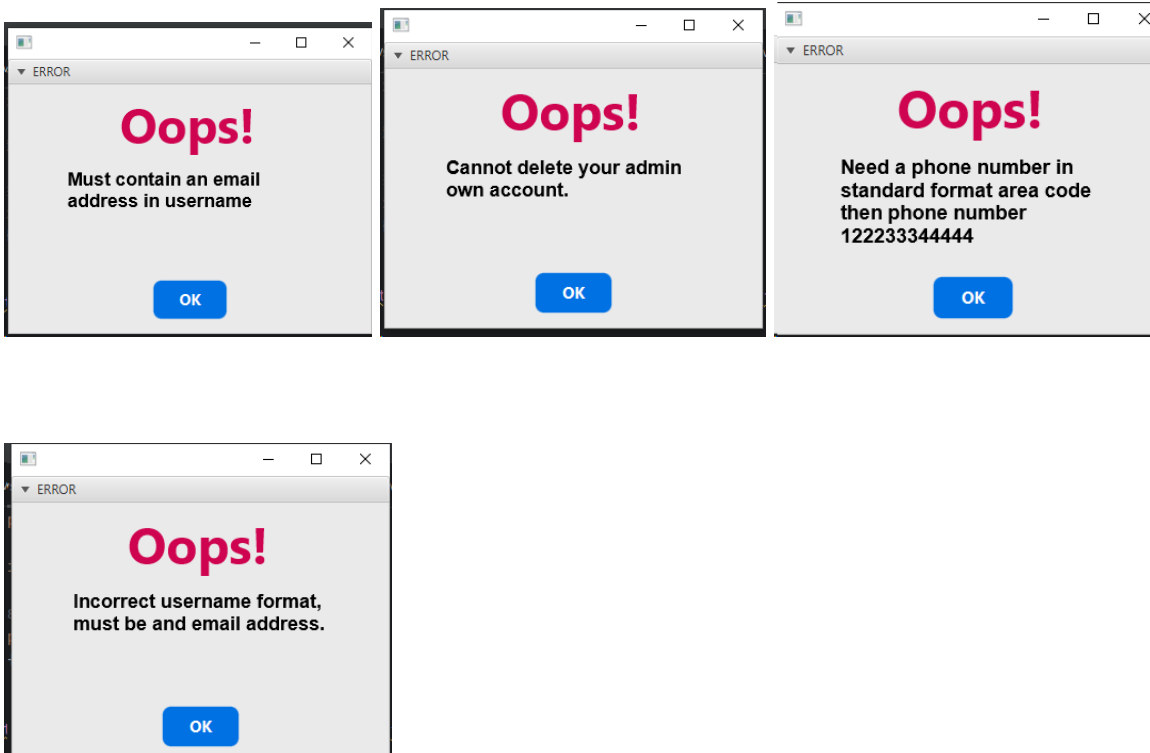 ERROR
Oops!
Must contain an email
address in username
OK
ERROR
Oops!
Cannot delete your admin
own account.
OK
ERROR
Oops!
Need a phone number in
standard format area code
then phone number
122233344444
OK
ERROR
Oops!
Incorrect username format,
must be and email address.
OK